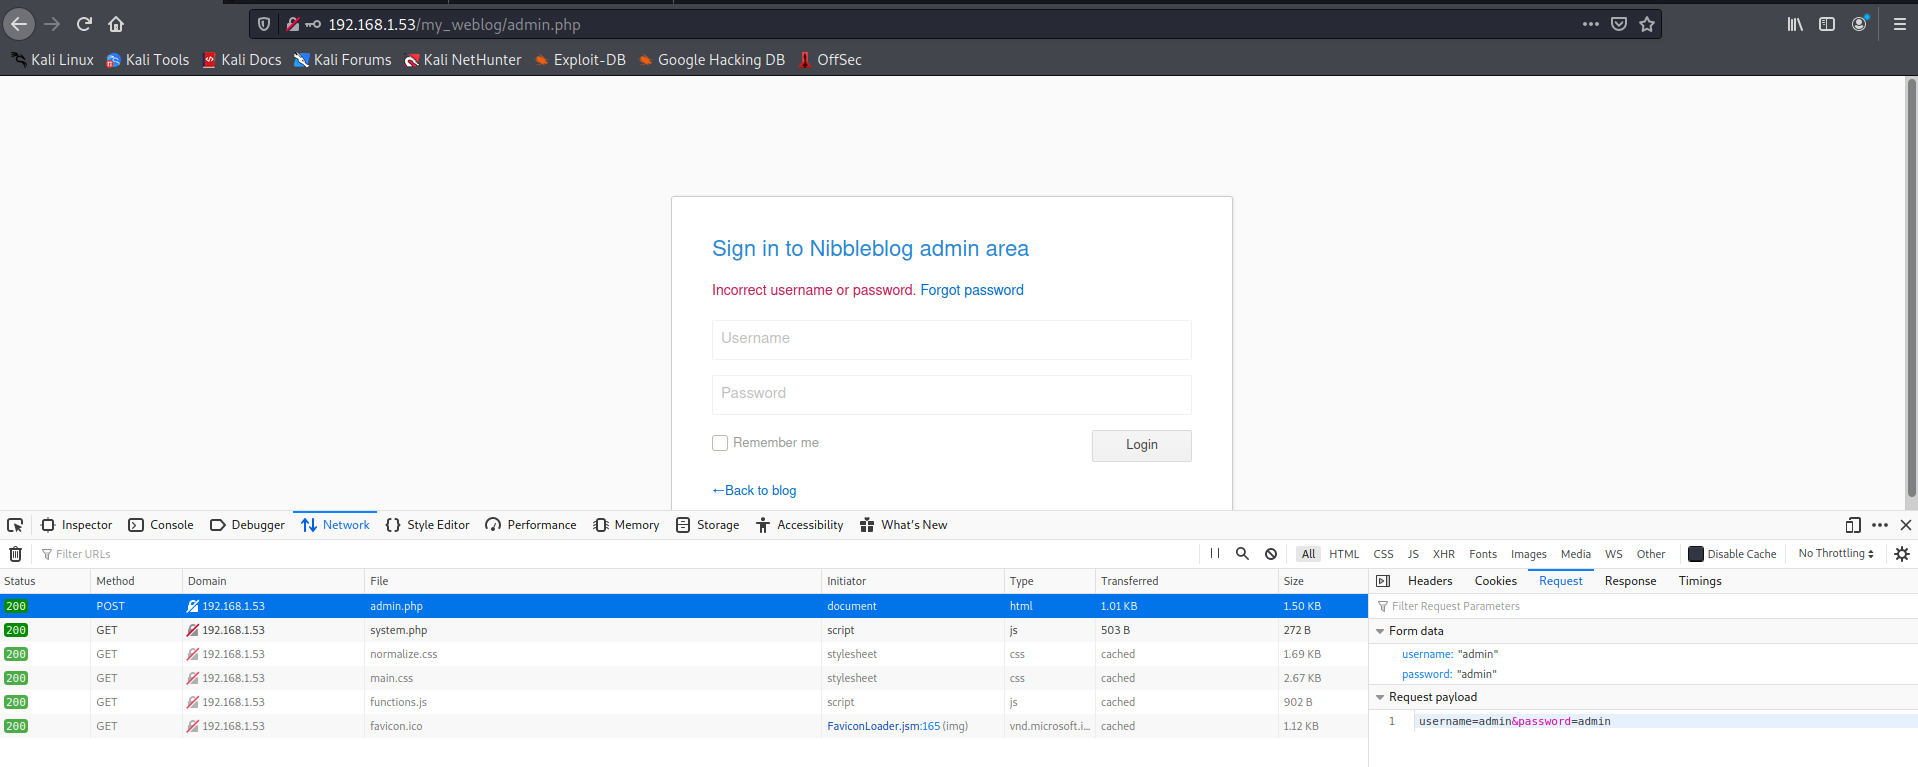 192.168.1.53/my_weblog/admin.php
Kali Linux Kali Tools Kali Docs Kali Forums Kali NetHunter Exploit-DB Google Hacking DB OffSec
Sign in to Nibbleblog admin area
Incorrect username or password. Forgot password
Username
Password
Remember me Login
←Back to blog
Inspector Console Debugger Network Style Editor Performance Memory Storage Accessibility What's New
Filter URLs All HTML CSS JS XHR Fonts Images Media WS Other Disable Cache No Throttling
Status Method Domain File Initiator Type Transferred Size Headers Cookies Request Response Timings
200 POST 192.168.1.53 admin.php document html 1.01 KB 1.50 KB Filter Request Parameters
200 GET 192.168.1.53 system.php script js 503 B 272 B Form data
200 GET 192.168.1.53 normalize.css stylesheet css cached 1.69 KB username: "admin"
200 GET 192.168.1.53 main.css stylesheet css cached 2.67 KB password: "admin"
200 GET 192.168.1.53 functions.js script js cached 902 B Request payload
200 GET 192.168.1.53 favicon.ico FaviconLoader.jsm:165 (img) vnd.microsoft.i... cached 1.12 KB 1 username=admin&password=admin